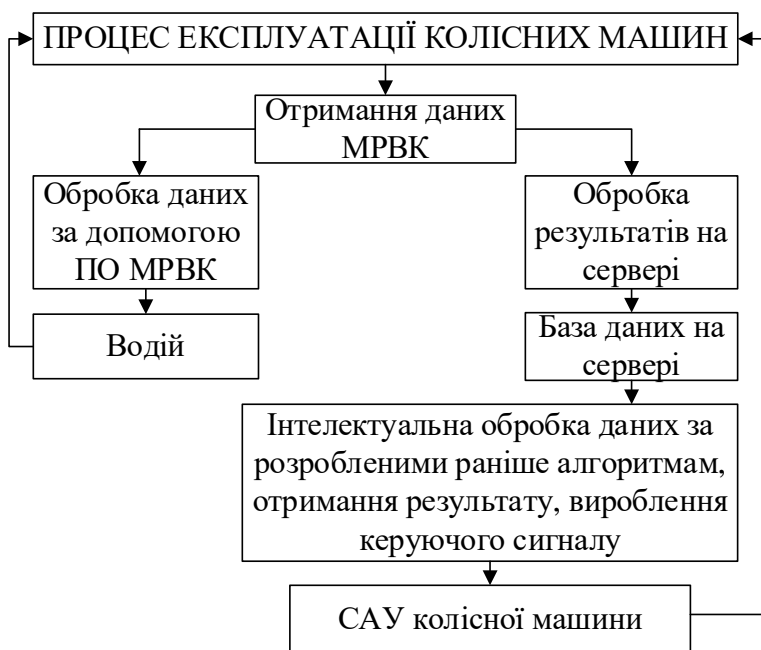 ПРОЦЕС ЕКСПЛУАТАЦІЇ КОЛІСНИХ МАШИН
Отримання даних
МРВК
Обробка даних
за допомогою
ПО МРВК
Водій
Обробка
результатів на
сервері
База даних на
сервері
Інтелектуальна обробка даних за
розробленими раніше алгоритмам,
отримання результату, вироблення
керуючого сигналу
САУ колісної машини